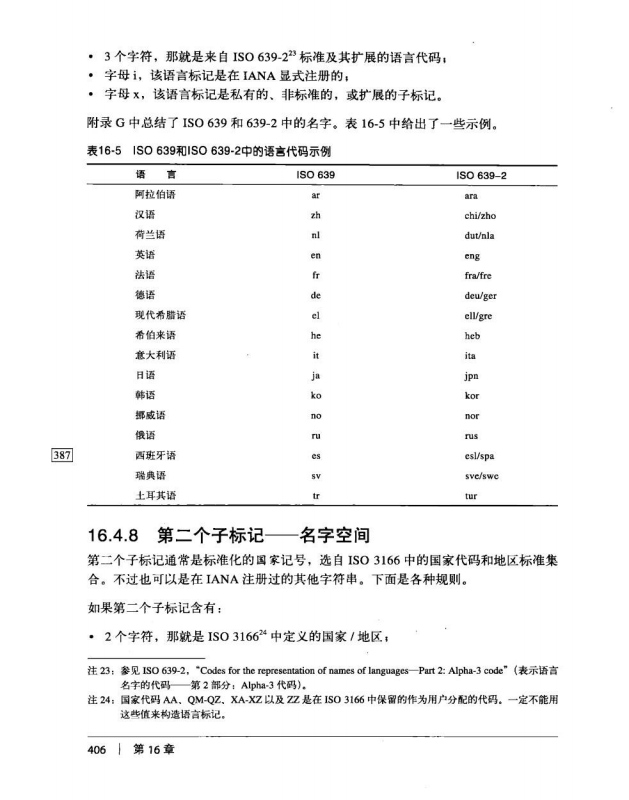 • 3 个字符，那就是来自 ISO 639-2²³ 标准及其扩展的语言代码；
• 字母 i，该语言标记是在 IANA 显式注册的；
• 字母 x，该语言标记是私有的、非标准的，或扩展的子标记。
附录 G 中总结了 ISO 639 和 639-2 中的名字。表 16-5 中给出了一些示例。
表16-5 ISO 639和ISO 639-2中的语言代码示例
语 言 ISO 639 ISO 639-2
阿拉伯语 ar ara
汉语 zh chi/zho
荷兰语 nl dut/nla
英语 en eng
法语 fr fra/fre
德语 de deu/ger
现代希腊语 el ell/gre
希伯来语 he heb
意大利语 it ita
日语 ja jpn
韩语 ko kor
挪威语 no nor
俄语 ru rus
387 西班牙语 es esl/spa
瑞典语 sv sve/swe
土耳其语 tr tur
16.4.8 第二个子标记——名字空间
第二个子标记通常是标准化的国家记号，选自 ISO 3166 中的国家代码和地区标准集
合。不过也可以是在 IANA 注册过的其他字符串。下面是各种规则。
如果第二个子标记含有：
• 2 个字符，那就是 ISO 3166²⁴ 中定义的国家 / 地区；
注 23：参见 ISO 639-2，“Codes for the representation of names of languages—Part 2: Alpha-3 code”（表示语言
名字的代码——第 2 部分：Alpha-3 代码）。
注 24：国家代码 AA、QM-QZ、XA-XZ 以及 ZZ 是在 ISO 3166 中保留的作为用户分配的代码。一定不能用
这些值来构造语言标记。
406 | 第 16 章